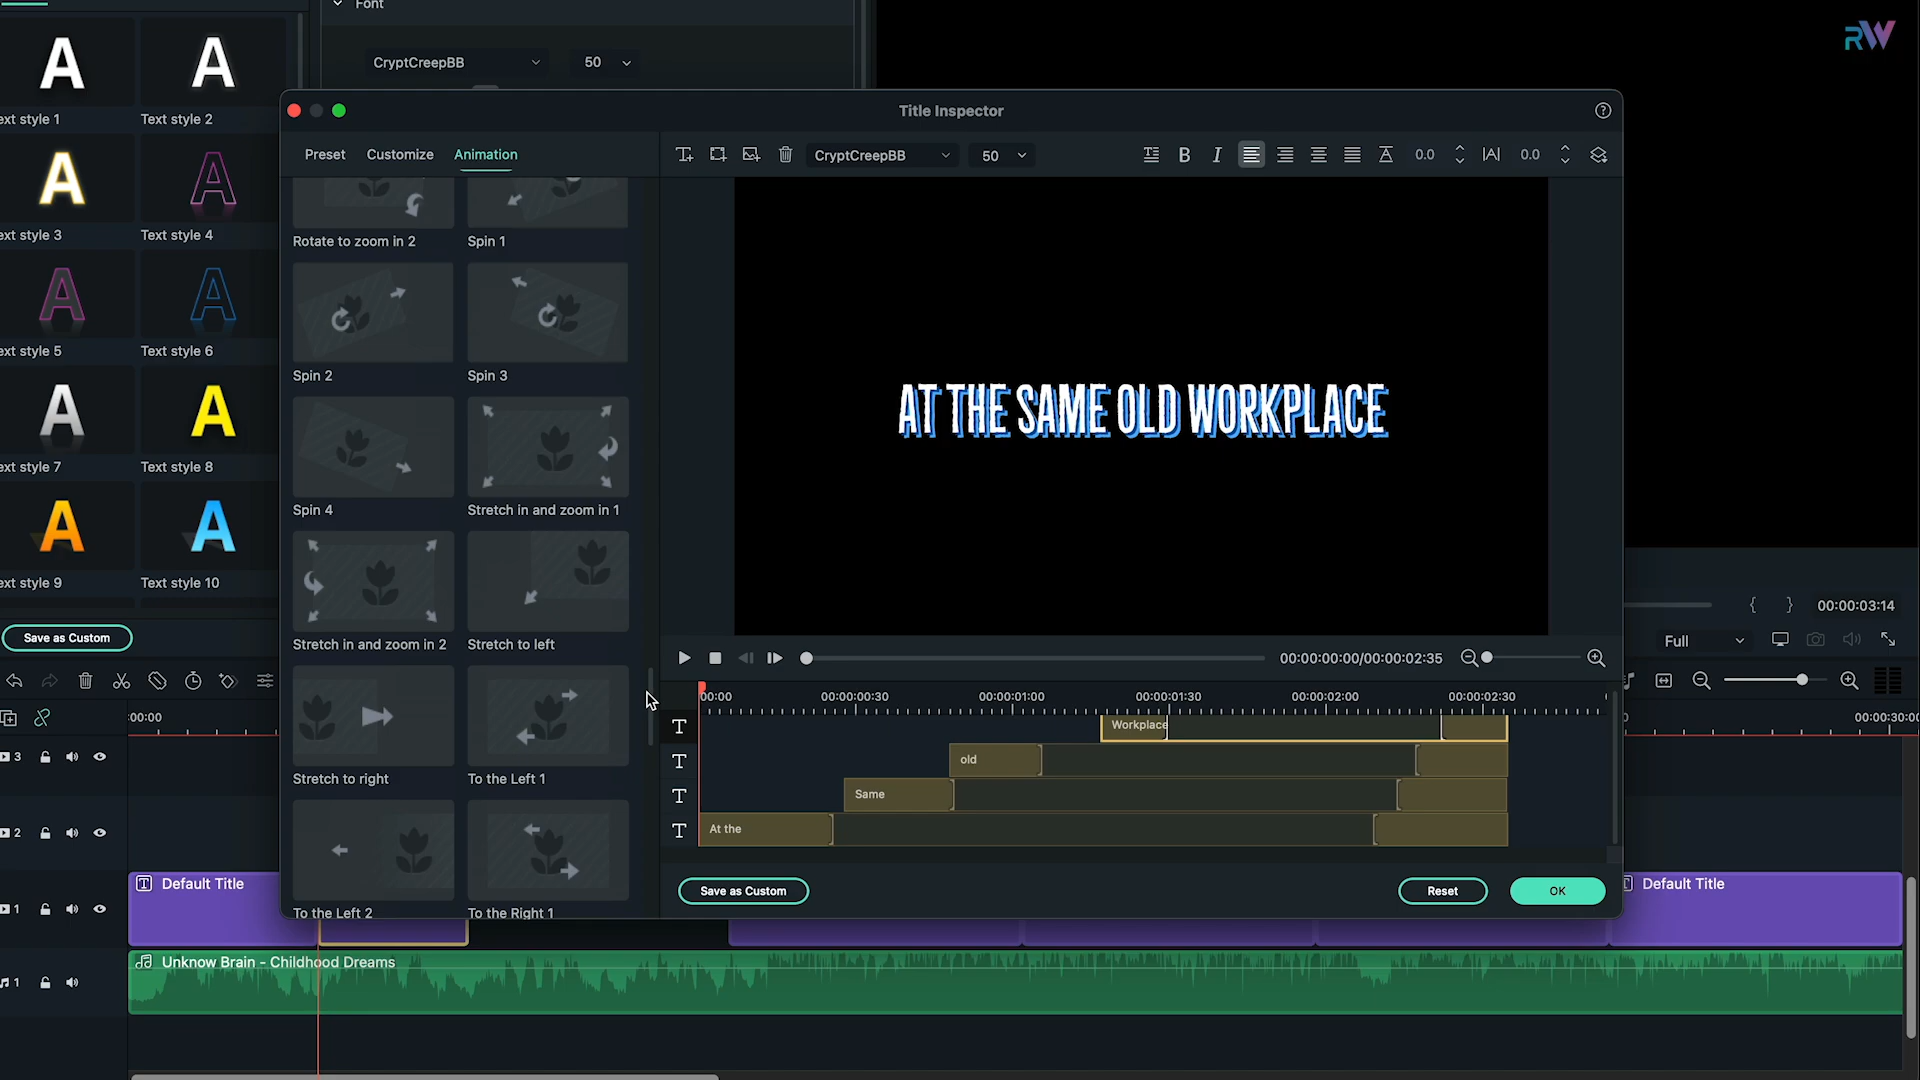 Font
RW
CryptCreepBB 50
Text style 1
Text style 2
Text style 3
Text style 4
Text style 5
Text style 6
Text style 7
Text style 8
Text style 9
Text style 10
Save as Custom
Title Inspector
Preset Customize Animation
CryptCreepBB 50 B I 0.0 0.0
Rotate to zoom in 2
Spin 1
Spin 2
Spin 3
Spin 4
Stretch in and zoom in 1
Stretch in and zoom in 2
Stretch to left
Stretch to right
To the Left 1
To the Left 2
To the Right 1
AT THE SAME OLD WORKPLACE
00:00:00:00/00:00:02:35
00:00 00:00:00:30 00:00:01:00 00:00:01:30 00:00:02:00 00:00:02:30
Workplace
old
Same
At the
Save as Custom
Reset
OK
00:00:03:14
Full
:00:00
00:00:30:0
3
2
1
Default Title
Default Title
1
Unknow Brain - Childhood Dreams